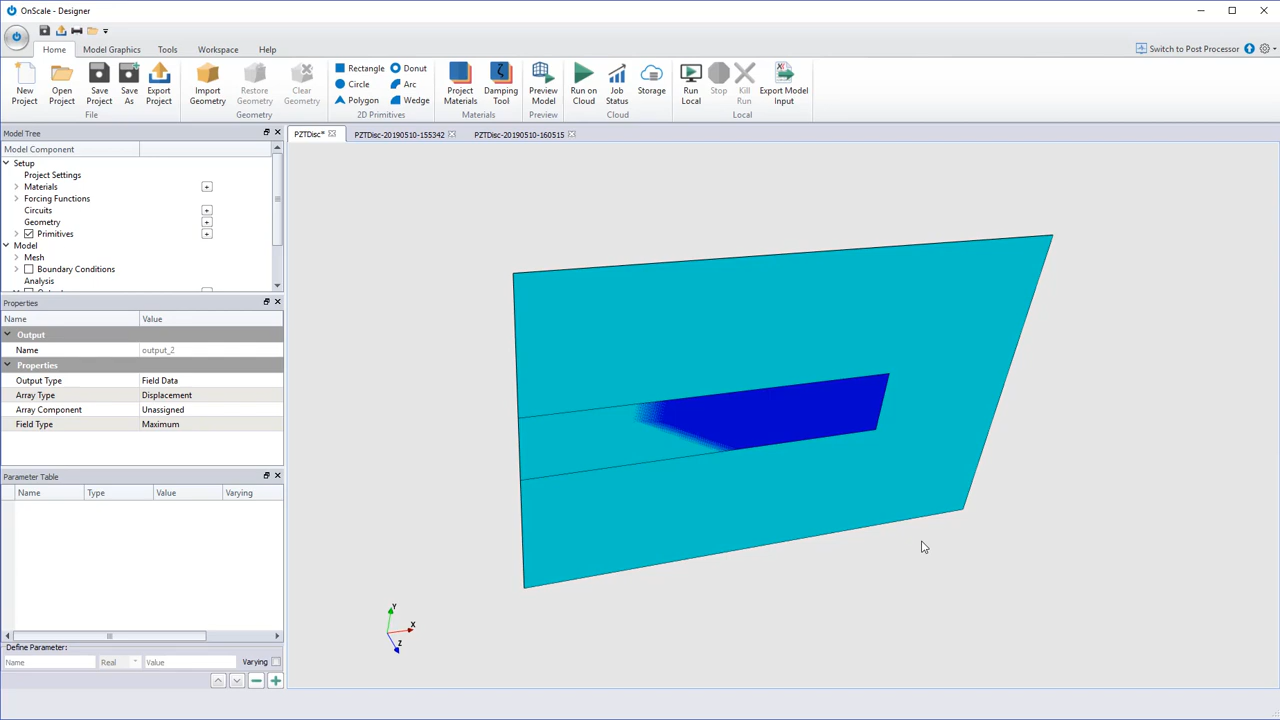 OnScale - Designer
Home Model Graphics Tools Workspace Help Switch to Post Processor
New Project
Open Project
Save Project
Save As
Export Project
File
Import Geometry
Restore Geometry
Clear Geometry
Geometry
Rectangle Donut
Circle Arc
Polygon Wedge
2D Primitives
Project Materials
Damping Tool
Materials
Preview Model
Preview
Run on Cloud
Job Status
Storage
Cloud
Run Local
Stop
Kill Run
Export Model Input
Local
Model Tree
PZTDisc* PZTDisc-20190510-155342 PZTDisc-20190510-160515
Model Component
Setup
Project Settings
Materials
Forcing Functions
Circuits
Geometry
Primitives
Model
Mesh
Boundary Conditions
Analysis
Properties
Name Value
Output
Name output_2
Properties
Output Type Field Data
Array Type Displacement
Array Component Unassigned
Field Type Maximum
Parameter Table
Name Type Value Varying
Define Parameter:
Name Real Value Varying
Y
X
Z